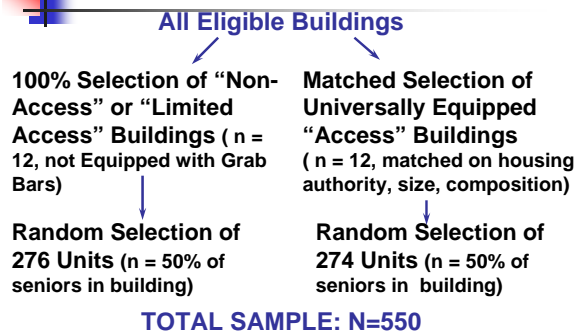 All Eligible Buildings
100% Selection of “Non-
Access” or “Limited
Access” Buildings ( n =
12, not Equipped with Grab
Bars)
Matched Selection of
Universally Equipped
“Access” Buildings
( n = 12, matched on housing
authority, size, composition)
Random Selection of
276 Units (n = 50% of
seniors in building)
Random Selection of
274 Units (n = 50% of
seniors in  building)
TOTAL SAMPLE: N=550